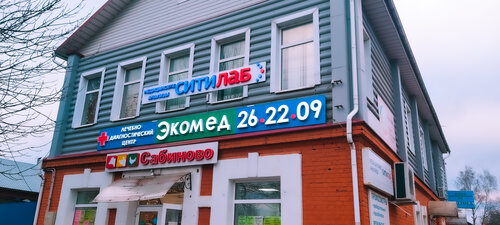 СИТИЛАБ
ЛЕЧЕБНО
ДИАГНОСТИЧЕСКИЙ
ЦЕНТР
Экомед 26-22-09
Сабиново